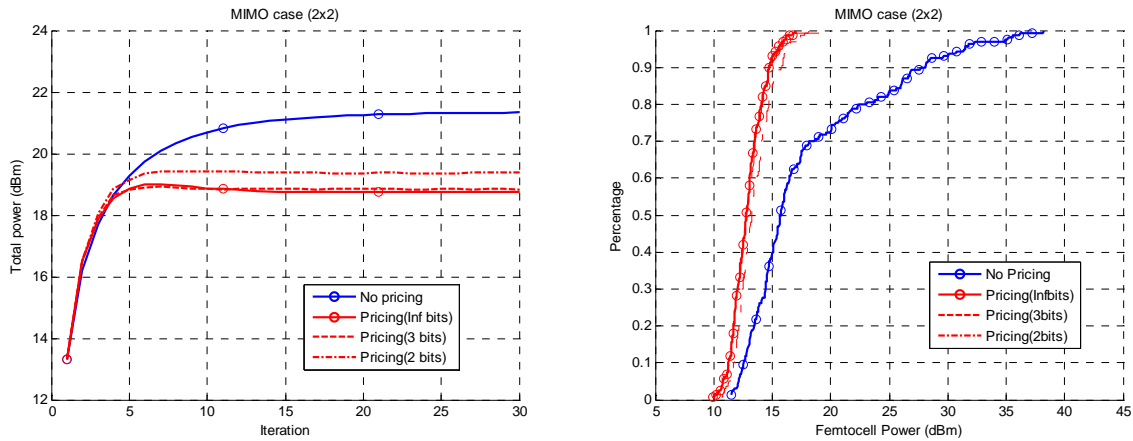 MIMO case (2x2)
24
22
20
18
16
14
12
Total power (dBm)
0
5
10
15
20
25
30
Iteration
No pricing
Pricing(Inf bits)
Pricing(3 bits)
Pricing(2 bits)
MIMO case (2x2)
1
0.9
0.8
0.7
0.6
0.5
0.4
0.3
0.2
0.1
0
Percentage
5
10
15
20
25
30
35
40
45
Femtocell Power (dBm)
No Pricing
Pricing(Infbits)
Pricing(3bits)
Pricing(2bits)